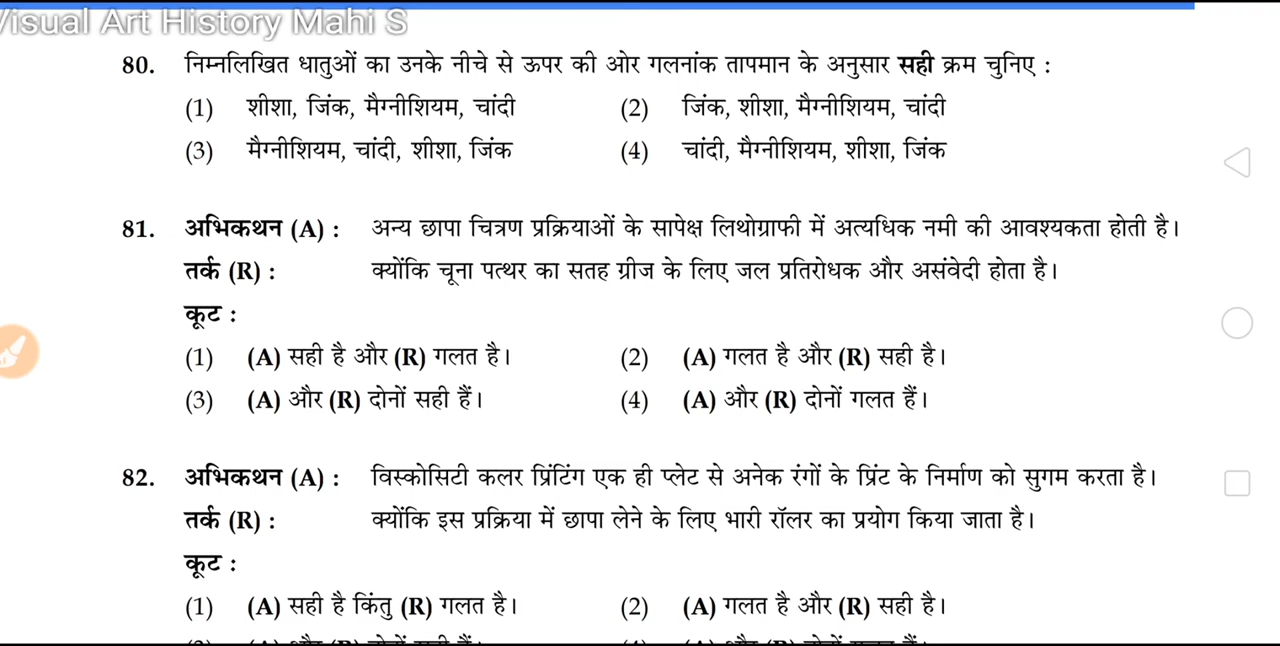 Visual Art History Mahi S
80. निम्नलिखित धातुओं का उनके नीचे से ऊपर की ओर गलनांक तापमान के अनुसार सही क्रम चुनिए :
(1) शीशा, जिंक, मैग्नीशियम, चांदी (2) जिंक, शीशा, मैग्नीशियम, चांदी
(3) मैग्नीशियम, चांदी, शीशा, जिंक (4) चांदी, मैग्नीशियम, शीशा, जिंक
81. अभिकथन (A) : अन्य छापा चित्रण प्रक्रियाओं के सापेक्ष लिथोग्राफी में अत्यधिक नमी की आवश्यकता होती है।
तर्क (R) : क्योंकि चूना पत्थर का सतह ग्रीज के लिए जल प्रतिरोधक और असंवेदी होता है।
कूट :
(1) (A) सही है और (R) गलत है। (2) (A) गलत है और (R) सही है।
(3) (A) और (R) दोनों सही हैं। (4) (A) और (R) दोनों गलत हैं।
82. अभिकथन (A) : विस्कोसिटी कलर प्रिंटिंग एक ही प्लेट से अनेक रंगों के प्रिंट के निर्माण को सुगम करता है।
तर्क (R) : क्योंकि इस प्रक्रिया में छापा लेने के लिए भारी रॉलर का प्रयोग किया जाता है।
कूट :
(1) (A) सही है किंतु (R) गलत है। (2) (A) गलत है और (R) सही है।